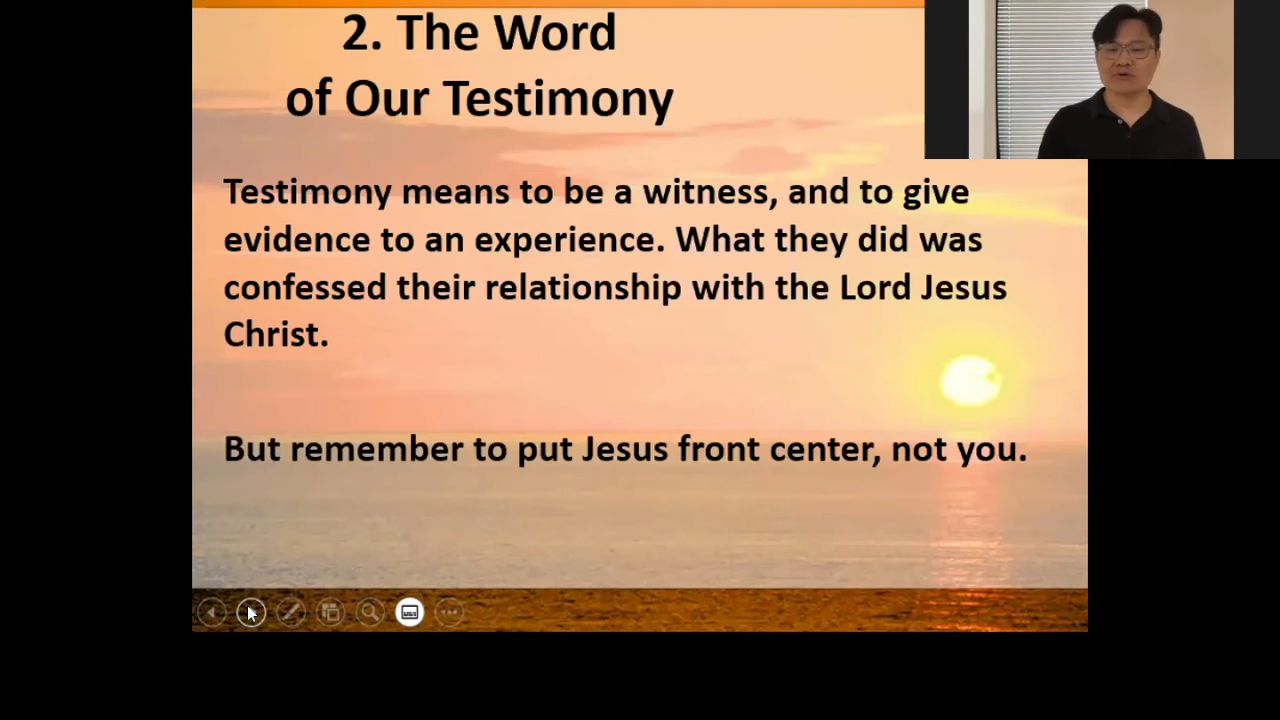 2. The Word
of Our Testimony
Testimony means to be a witness, and to give
evidence to an experience. What they did was
confessed their relationship with the Lord Jesus
Christ.
But remember to put Jesus front center, not you.